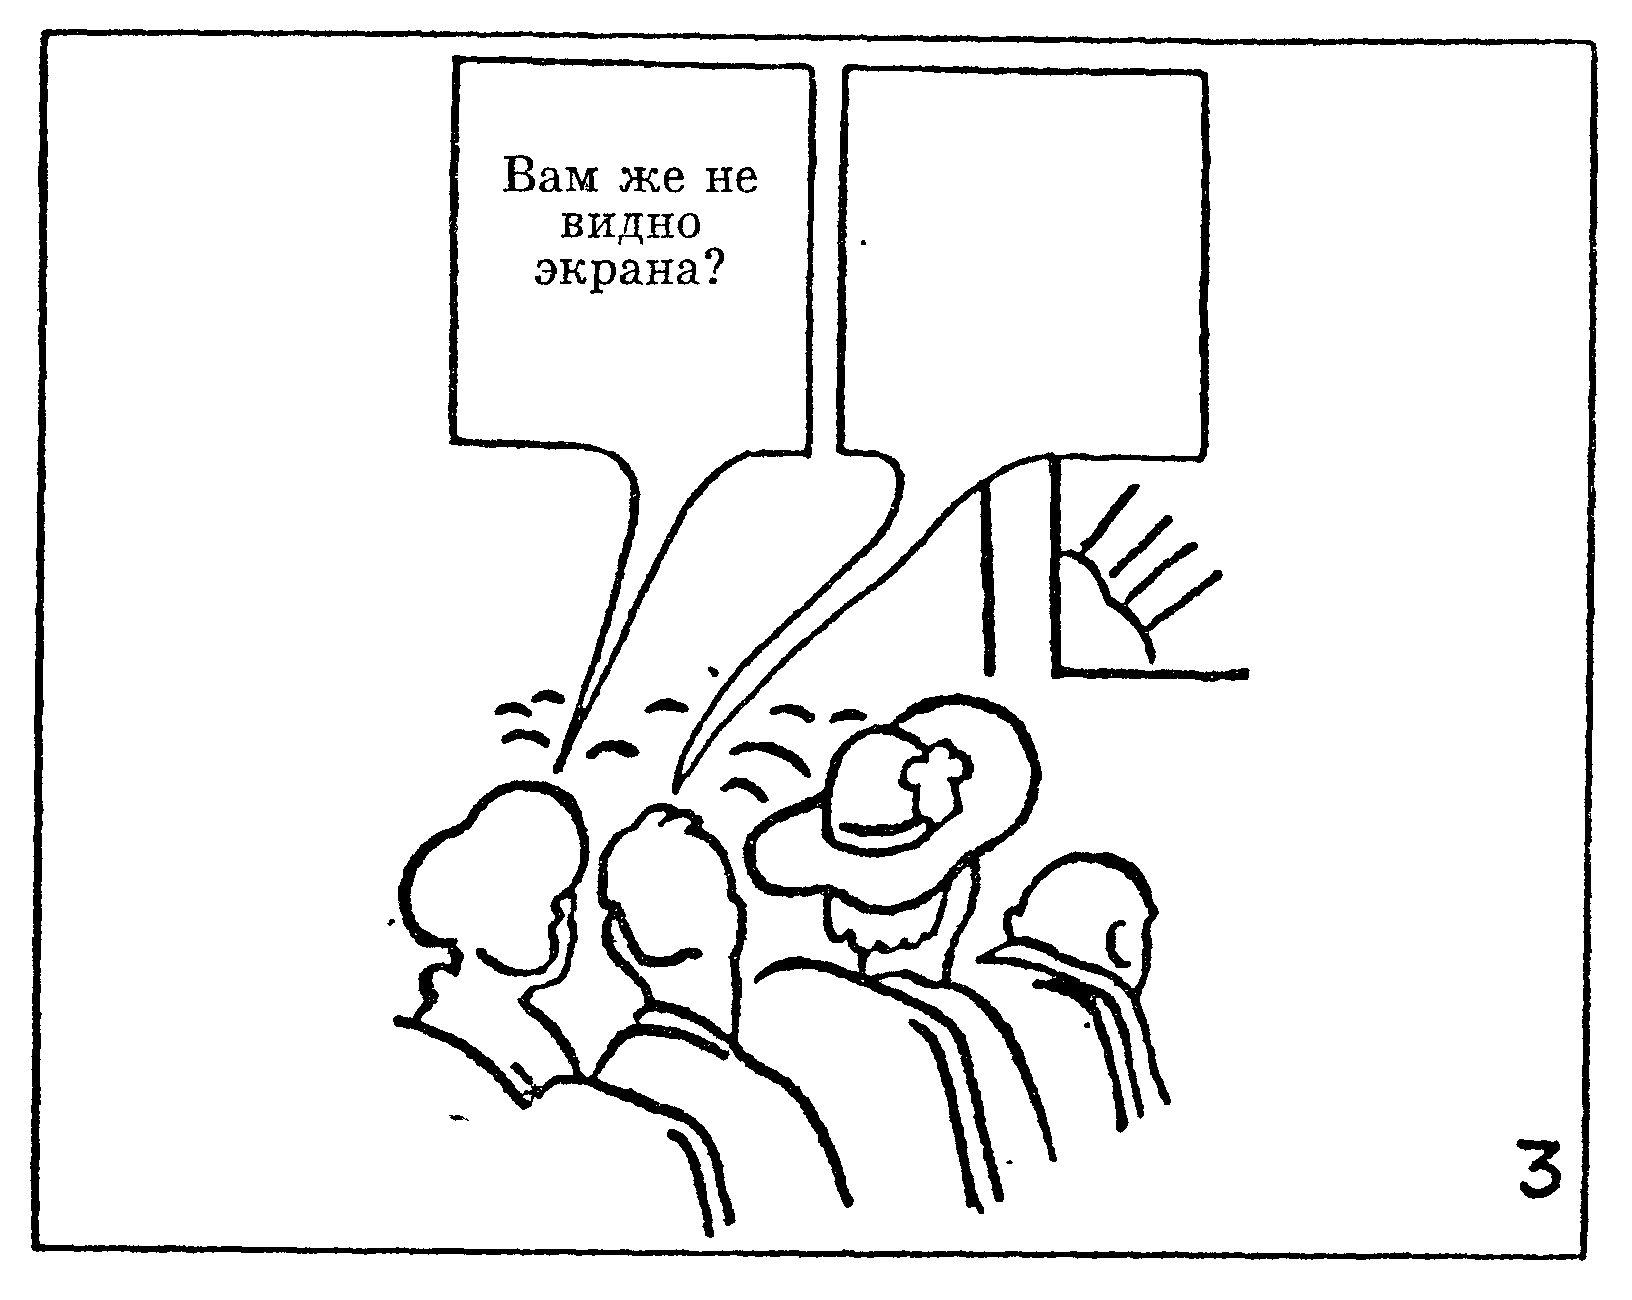 Вам же не
видно
экрана?
3